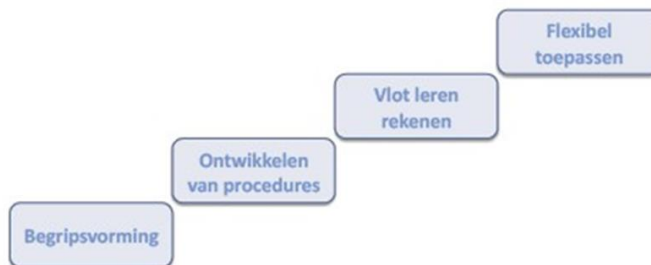 Flexibel
toepassen
Vlot leren
rekenen
Ontwikkelen
van procedures
Begripsvorming